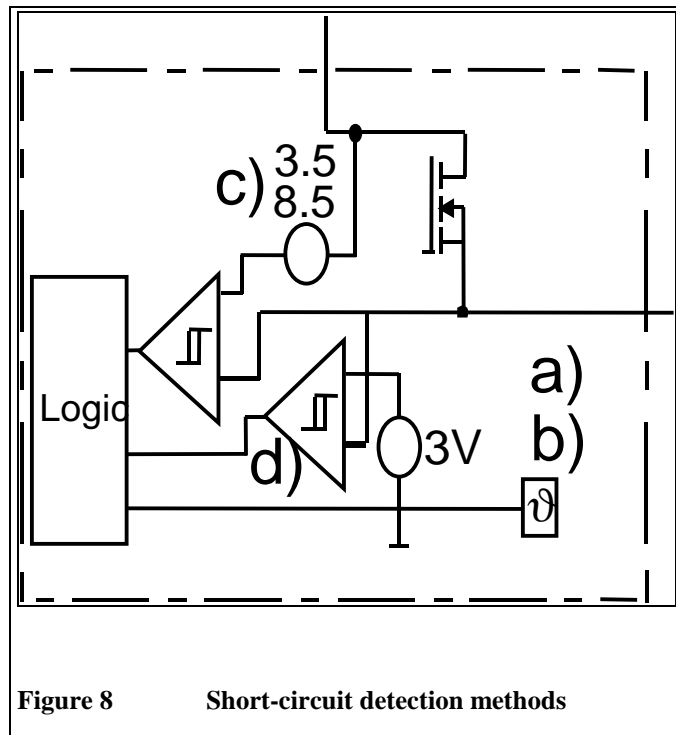 3.5
c) 8.5
a)
Logic
b)
d)
3V
ϑ
Figure 8 Short-circuit detection methods